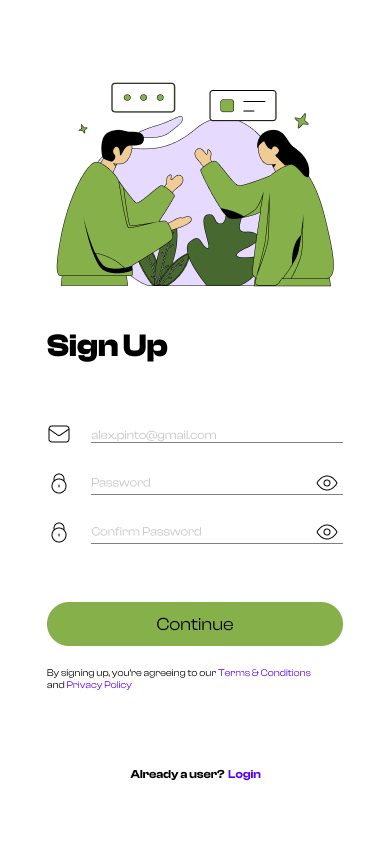 Sign Up
alex.pinto@gmail.com
Password
Confirm Password
Continue
By signing up, you're agreeing to our Terms & Conditions
and Privacy Policy
Already a user? Login